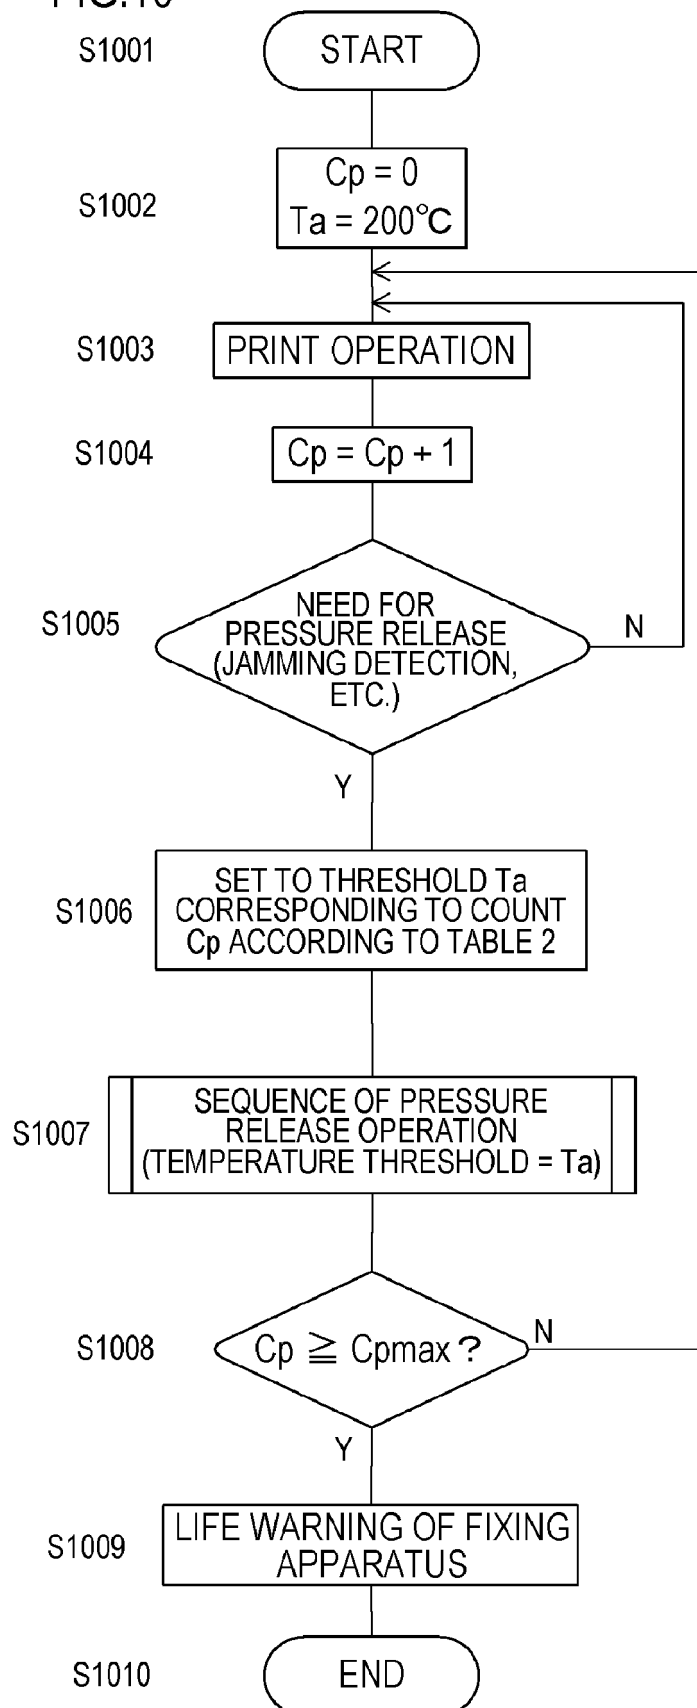 S1001
START
S1002
Cp = 0
Ta = 200℃
S1003
PRINT OPERATION
S1004
Cp = Cp + 1
S1005
NEED FOR
PRESSURE RELEASE
(JAMMING DETECTION,
ETC.)
N
Y
S1006
SET TO THRESHOLD Ta
CORRESPONDING TO COUNT
Cp ACCORDING TO TABLE 2
S1007
SEQUENCE OF PRESSURE
RELEASE OPERATION
(TEMPERATURE THRESHOLD = Ta)
S1008
Cp ≧ Cpmax ?
N
Y
S1009
LIFE WARNING OF FIXING
APPARATUS
S1010
END